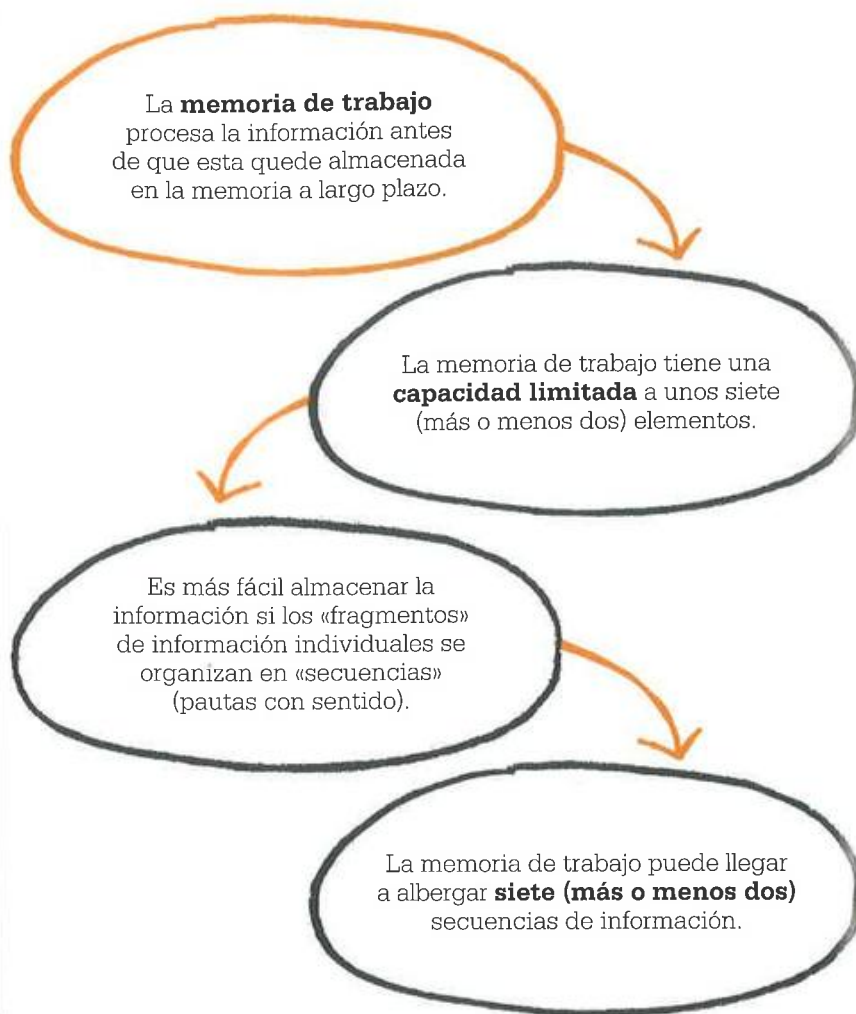 La memoria de trabajo
procesa la información antes
de que esta quede almacenada
en la memoria a largo plazo.
La memoria de trabajo tiene una
capacidad limitada a unos siete
(más o menos dos) elementos.
Es más fácil almacenar la
información si los «fragmentos»
de información individuales se
organizan en «secuencias»
(pautas con sentido).
La memoria de trabajo puede llegar
a albergar siete (más o menos dos)
secuencias de información.